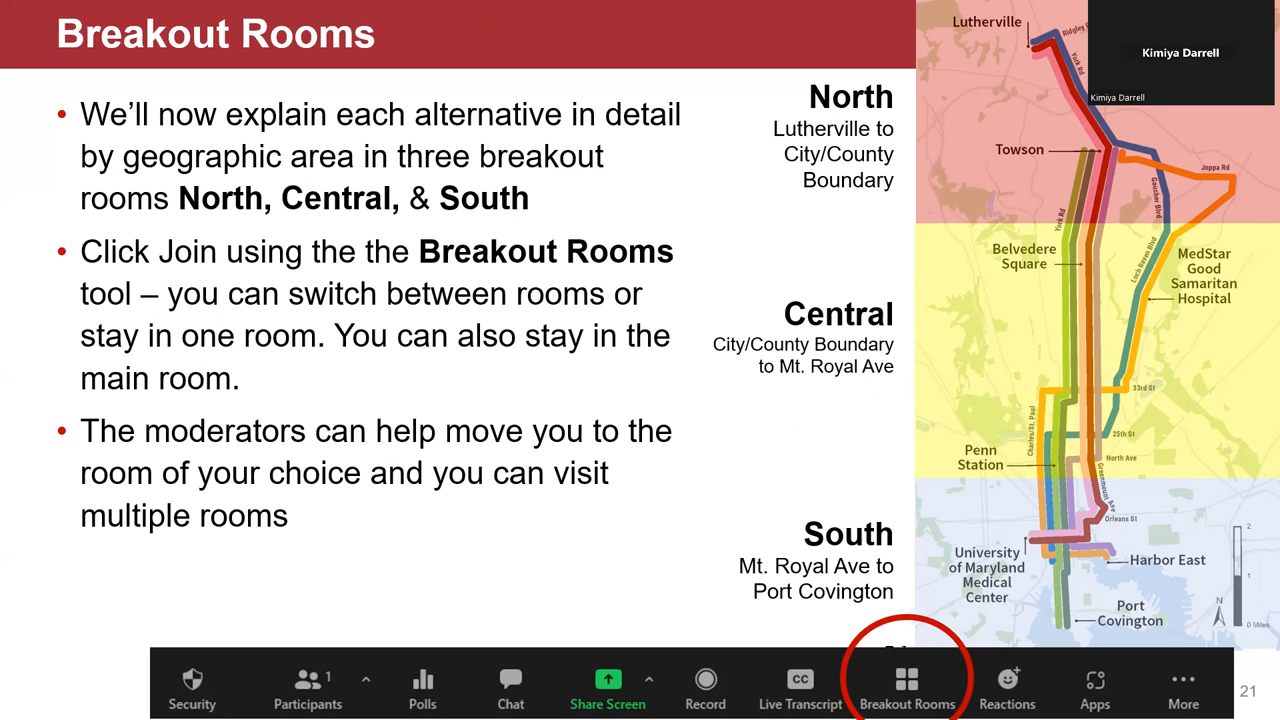 Breakout Rooms
• We’ll now explain each alternative in detail
by geographic area in three breakout
rooms North, Central, & South
• Click Join using the the Breakout Rooms
tool – you can switch between rooms or
stay in one room. You can also stay in the
main room.
• The moderators can help move you to the
room of your choice and you can visit
multiple rooms
North
Lutherville to
City/County
Boundary
Central
City/County Boundary
to Mt. Royal Ave
South
Mt. Royal Ave to
Port Covington
Lutherville
York Rd
Kimiya Darrell
Kimiya Darrell
Towson
Joppa Rd
Goucher Blvd
York Rd
Belvedere
Square
Loch Raven Blvd
MedStar
Good
Samaritan
Hospital
33rd St
Charles/St. Paul
25th St
Penn
Station
North Ave
Greenmount Ave
Orleans St
University
of Maryland
Medical
Center
Harbor East
Port
Covington
N
2
1
0 Miles
Security
Participants
1
Polls
Chat
Share Screen
Record
CC
Live Transcript
Breakout Rooms
Reactions
Apps
More
21